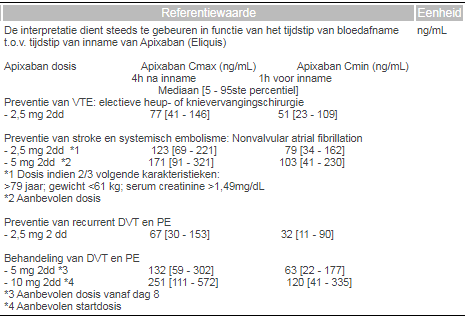 Referentiewaarde Eenheid
De interpretatie dient steeds te gebeuren in functie van het tijdstip van bloedafname ng/mL
t.o.v. tijdstip van inname van Apixaban (Eliquis)
Apixaban dosis Apixaban Cmax (ng/mL) Apixaban Cmin (ng/mL)
4h na inname 1h voor inname
Mediaan [5 - 95ste percentiel]
Preventie van VTE: electieve heup- of knievervangingschirurgie
- 2,5 mg 2dd 77 [41 - 146] 51 [23 - 109]
Preventie van stroke en systemisch embolisme: Nonvalvular atrial fibrillation
- 2,5 mg 2dd *1 123 [69 - 221] 79 [34 - 162]
- 5 mg 2dd *2 171 [91 - 321] 103 [41 - 230]
*1 Dosis indien 2/3 volgende karakteristieken:
>79 jaar; gewicht <61 kg; serum creatinine >1,49mg/dL
*2 Aanbevolen dosis
Preventie van recurrent DVT en PE
- 2,5 mg 2 dd 67 [30 - 153] 32 [11 - 90]
Behandeling van DVT en PE
- 5 mg 2dd *3 132 [59 - 302] 63 [22 - 177]
- 10 mg 2dd *4 251 [111 - 572] 120 [41 - 335]
*3 Aanbevolen dosis vanaf dag 8
*4 Aanbevolen startdosis